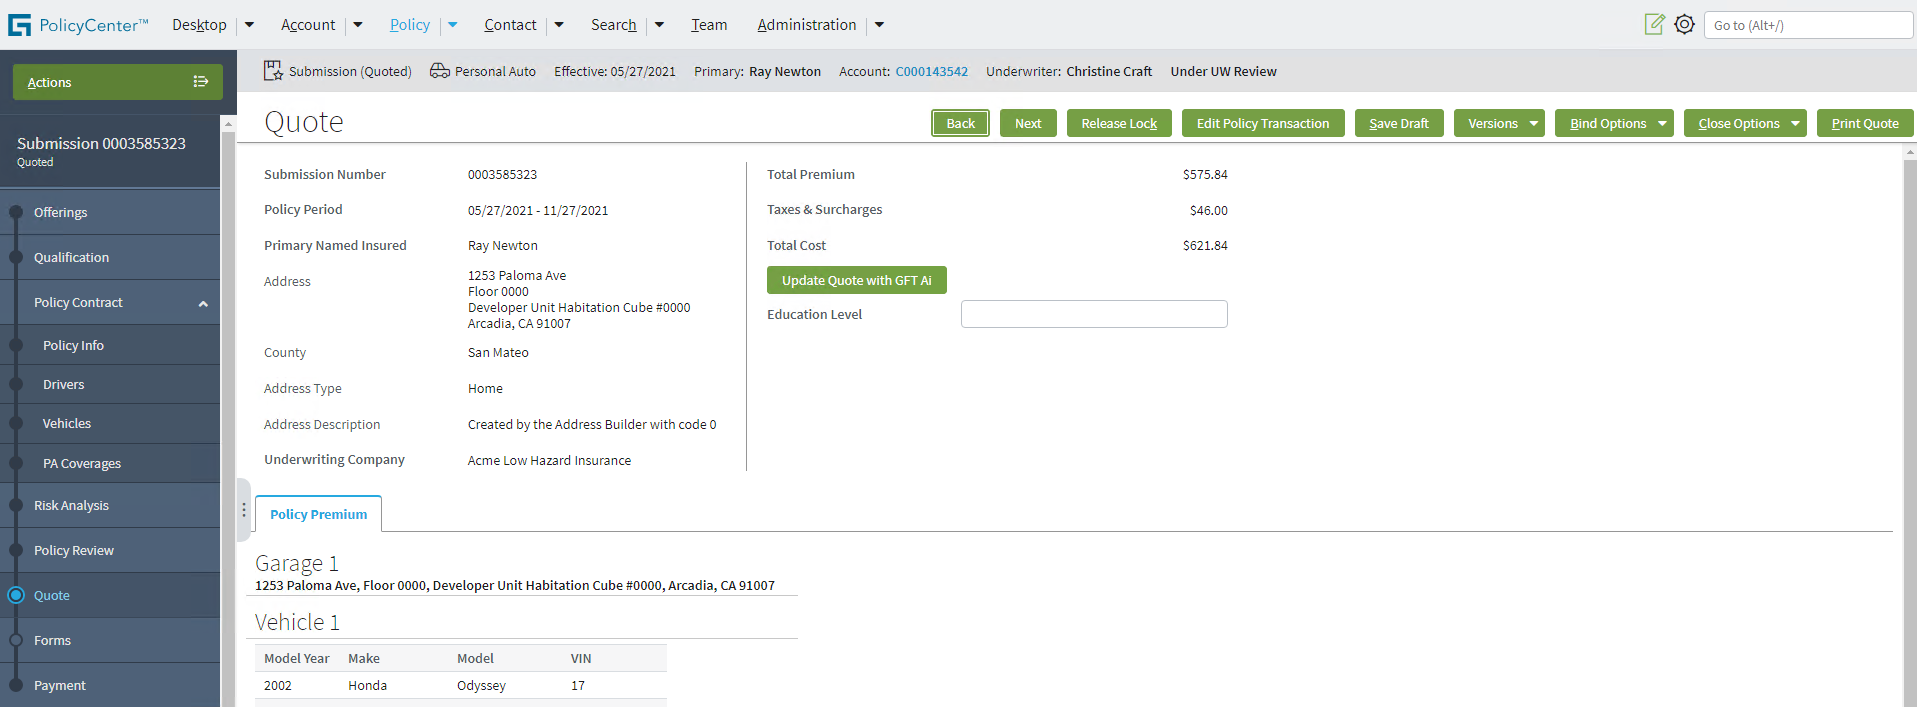 PolicyCenter™ Desktop Account Policy Contact Search Team Administration Go to (Alt+/)
Actions
Submission (Quoted) Personal Auto Effective: 05/27/2021 Primary: Ray Newton Account: C000143542 Underwriter: Christine Craft Under UW Review
Submission 0003585323
Quoted
Offerings
Qualification
Policy Contract
Policy Info
Drivers
Vehicles
PA Coverages
Risk Analysis
Policy Review
Quote
Forms
Payment
Quote
Back Next Release Lock Edit Policy Transaction Save Draft Versions Bind Options Close Options Print Quote
Submission Number 0003585323
Policy Period 05/27/2021 - 11/27/2021
Primary Named Insured Ray Newton
Address 1253 Paloma Ave
Floor 0000
Developer Unit Habitation Cube #0000
Arcadia, CA 91007
County San Mateo
Address Type Home
Address Description Created by the Address Builder with code 0
Underwriting Company Acme Low Hazard Insurance
Total Premium $575.84
Taxes & Surcharges $46.00
Total Cost $621.84
Update Quote with GFT Ai
Education Level
Policy Premium
Garage 1
1253 Paloma Ave, Floor 0000, Developer Unit Habitation Cube #0000, Arcadia, CA 91007
Vehicle 1
Model Year Make Model VIN
2002 Honda Odyssey 17